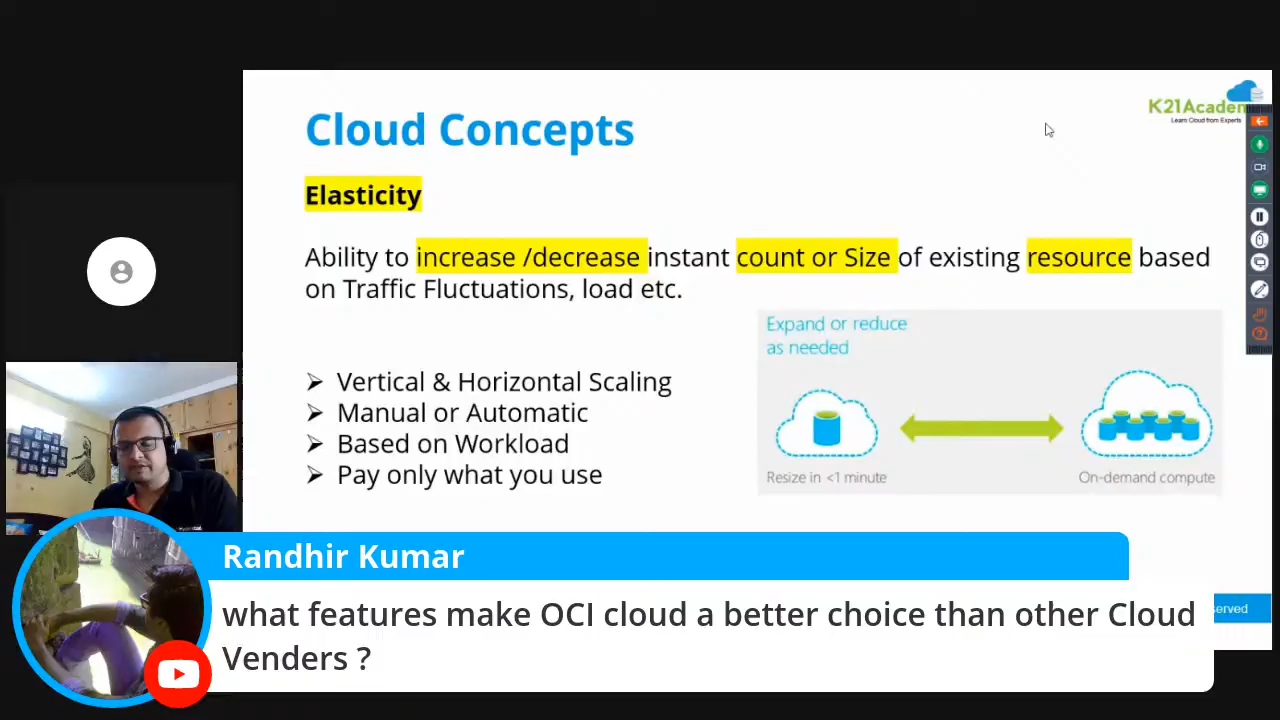 Cloud Concepts
K21Academ
Learn Cloud from Experts
Elasticity
Ability to increase /decrease instant count or Size of existing resource based
on Traffic Fluctuations, load etc.
Expand or reduce
as needed
➢ Vertical & Horizontal Scaling
➢ Manual or Automatic
➢ Based on Workload
➢ Pay only what you use
Resize in <1 minute
On-demand compute
Randhir Kumar
what features make OCI cloud a better choice than other Cloud
Venders ?
served